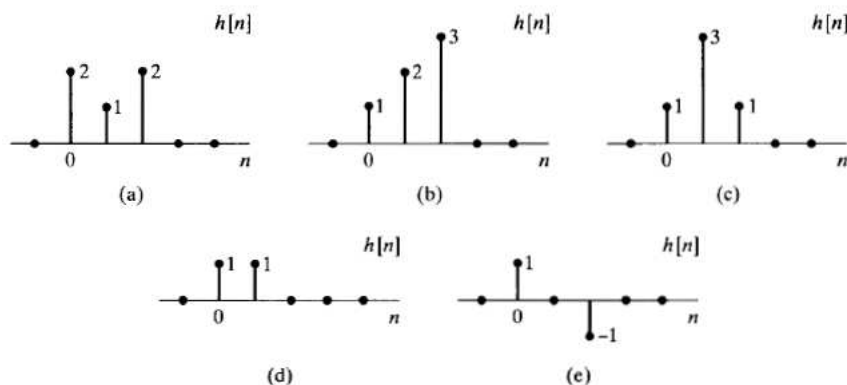 h[n] h[n] h[n]
3 3
2 2 2
1 1 1 1
0 n 0 n 0 n
(a) (b) (c)
h[n] h[n]
1 1 1
0 n 0 n
-1
(d) (e)